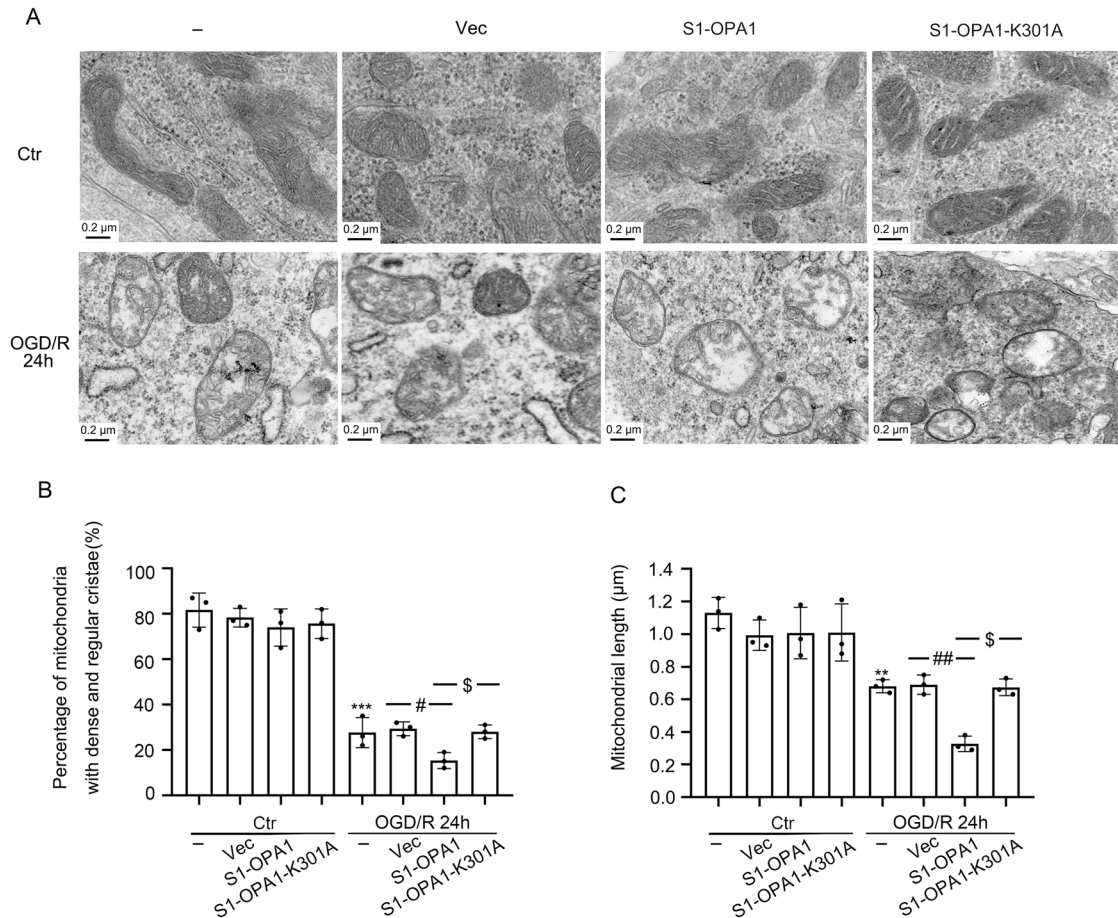 A
– Vec S1-OPA1 S1-OPA1-K301A
Ctr
0.2 μm 0.2 μm 0.2 μm 0.2 μm
OGD/R
24h
0.2 μm 0.2 μm 0.2 μm 0.2 μm
B
Percentage of mitochondria
with dense and regular cristae(%)
100
80
60
40
20
0
*** # $
Ctr OGD/R 24h
– Vec S1-OPA1 S1-OPA1-K301A – Vec S1-OPA1 S1-OPA1-K301A
C
Mitochondrial length (μm)
1.4
1.2
1.0
0.8
0.6
0.4
0.2
0.0
** ## $
Ctr OGD/R 24h
– Vec S1-OPA1 S1-OPA1-K301A – Vec S1-OPA1 S1-OPA1-K301A